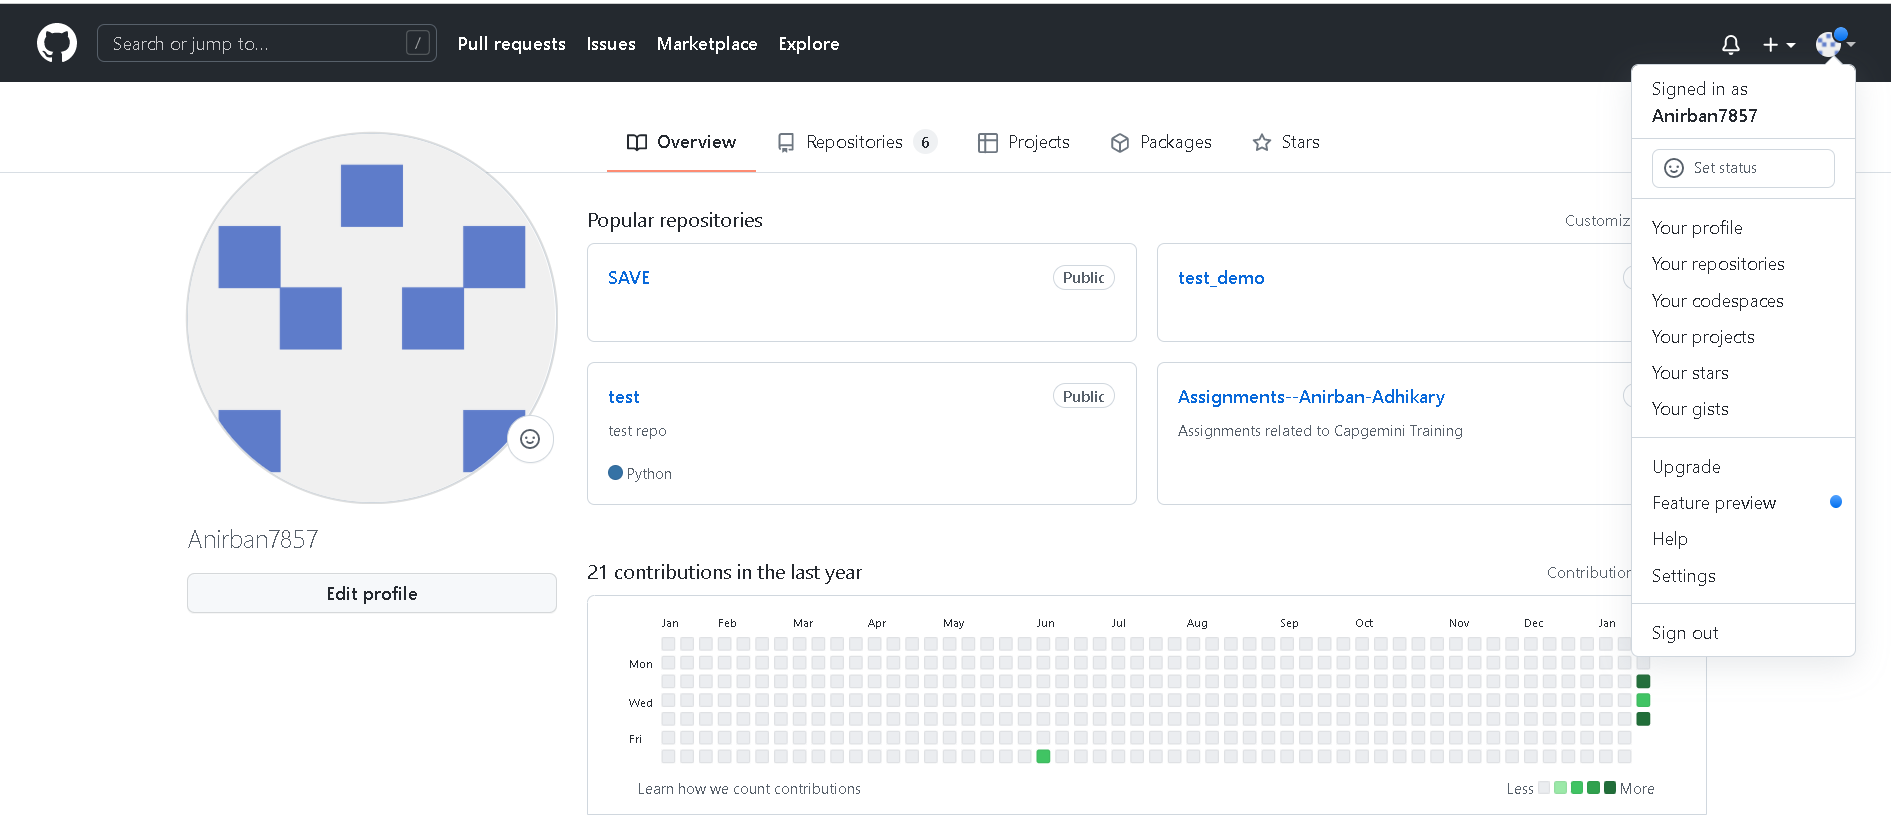 Search or jump to...
/
Pull requests
Issues
Marketplace
Explore
Signed in as
Anirban7857
Set status
Your profile
Your repositories
Your codespaces
Your projects
Your stars
Your gists
Upgrade
Feature preview
Help
Settings
Sign out
Overview
Repositories 6
Projects
Packages
Stars
Anirban7857
Edit profile
Popular repositories
Customiz
SAVE
Public
test_demo
test
Public
test repo
Python
Assignments--Anirban-Adhikary
Assignments related to Capgemini Training
21 contributions in the last year
Contribution
Jan Feb Mar Apr May Jun Jul Aug Sep Oct Nov Dec Jan
Mon
Wed
Fri
Learn how we count contributions
Less More